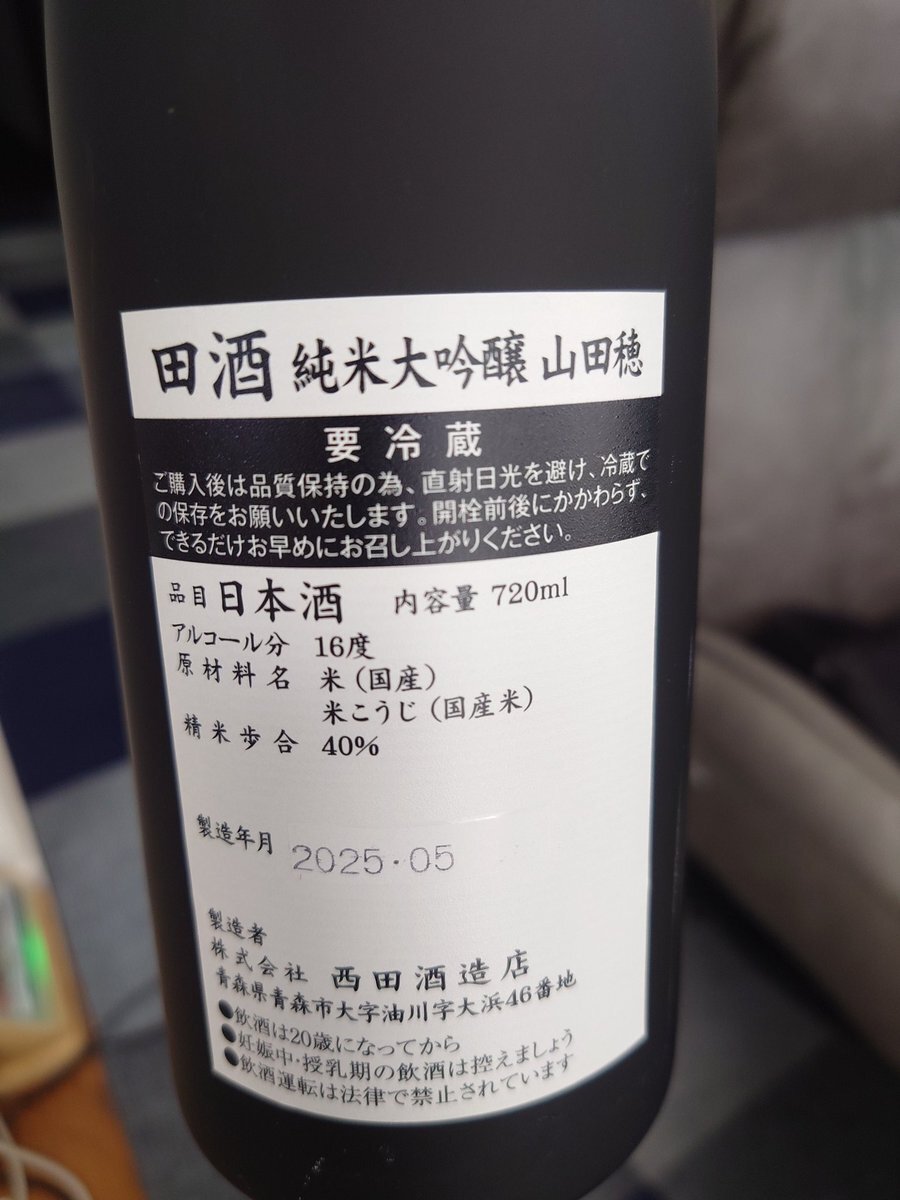 田酒 純米大吟醸 山田穂
要冷蔵
ご購入後は品質保持の為、直射日光を避け、冷蔵で
の保存をお願いいたします。開栓前後にかかわらず、
できるだけお早めにお召し上がりください。
品目 日本酒 内容量 720ml
アルコール分 16度
原材料名 米（国産）
米こうじ（国産米）
精米歩合 40%
製造年月 2025・05
製造者
株式会社 西田酒造店
青森県青森市大字油川字大浜46番地
●飲酒は20歳になってから
●妊娠中・授乳期の飲酒は控えましょう
●飲酒運転は法律で禁止されています